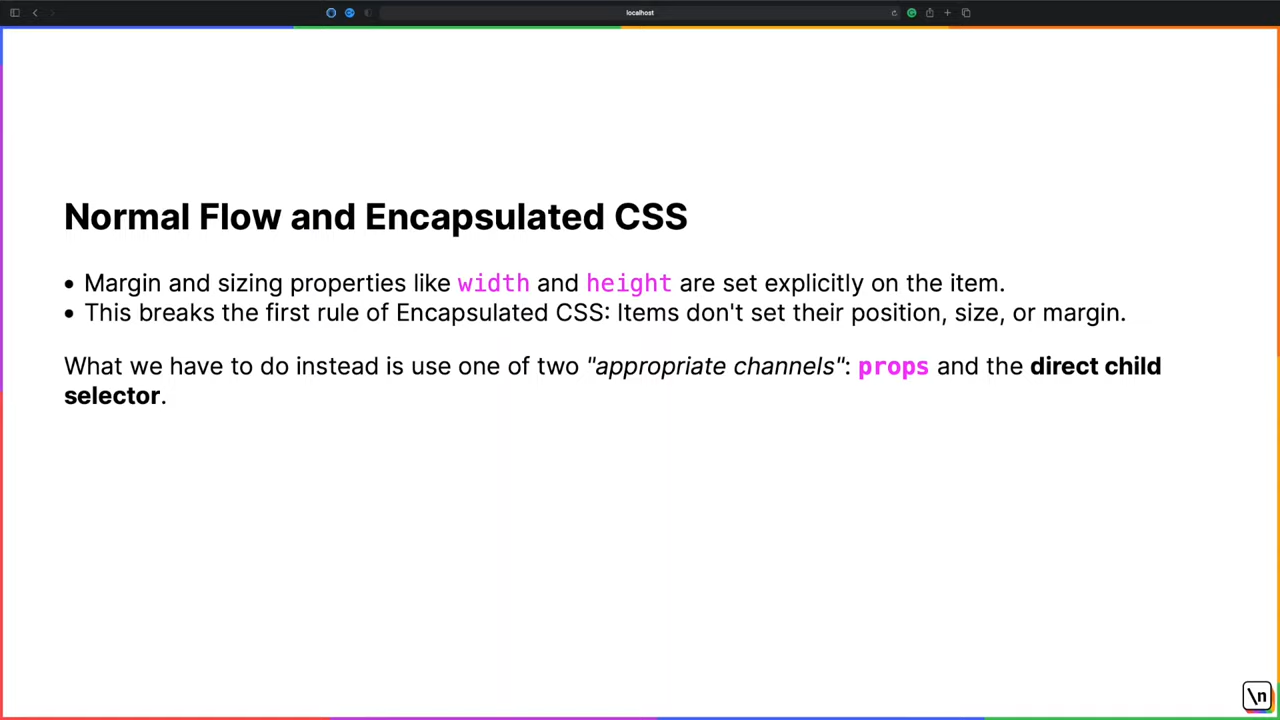 localhost
Normal Flow and Encapsulated CSS
• Margin and sizing properties like width and height are set explicitly on the item.
• This breaks the first rule of Encapsulated CSS: Items don't set their position, size, or margin.
What we have to do instead is use one of two "appropriate channels": props and the direct child
selector.
\n